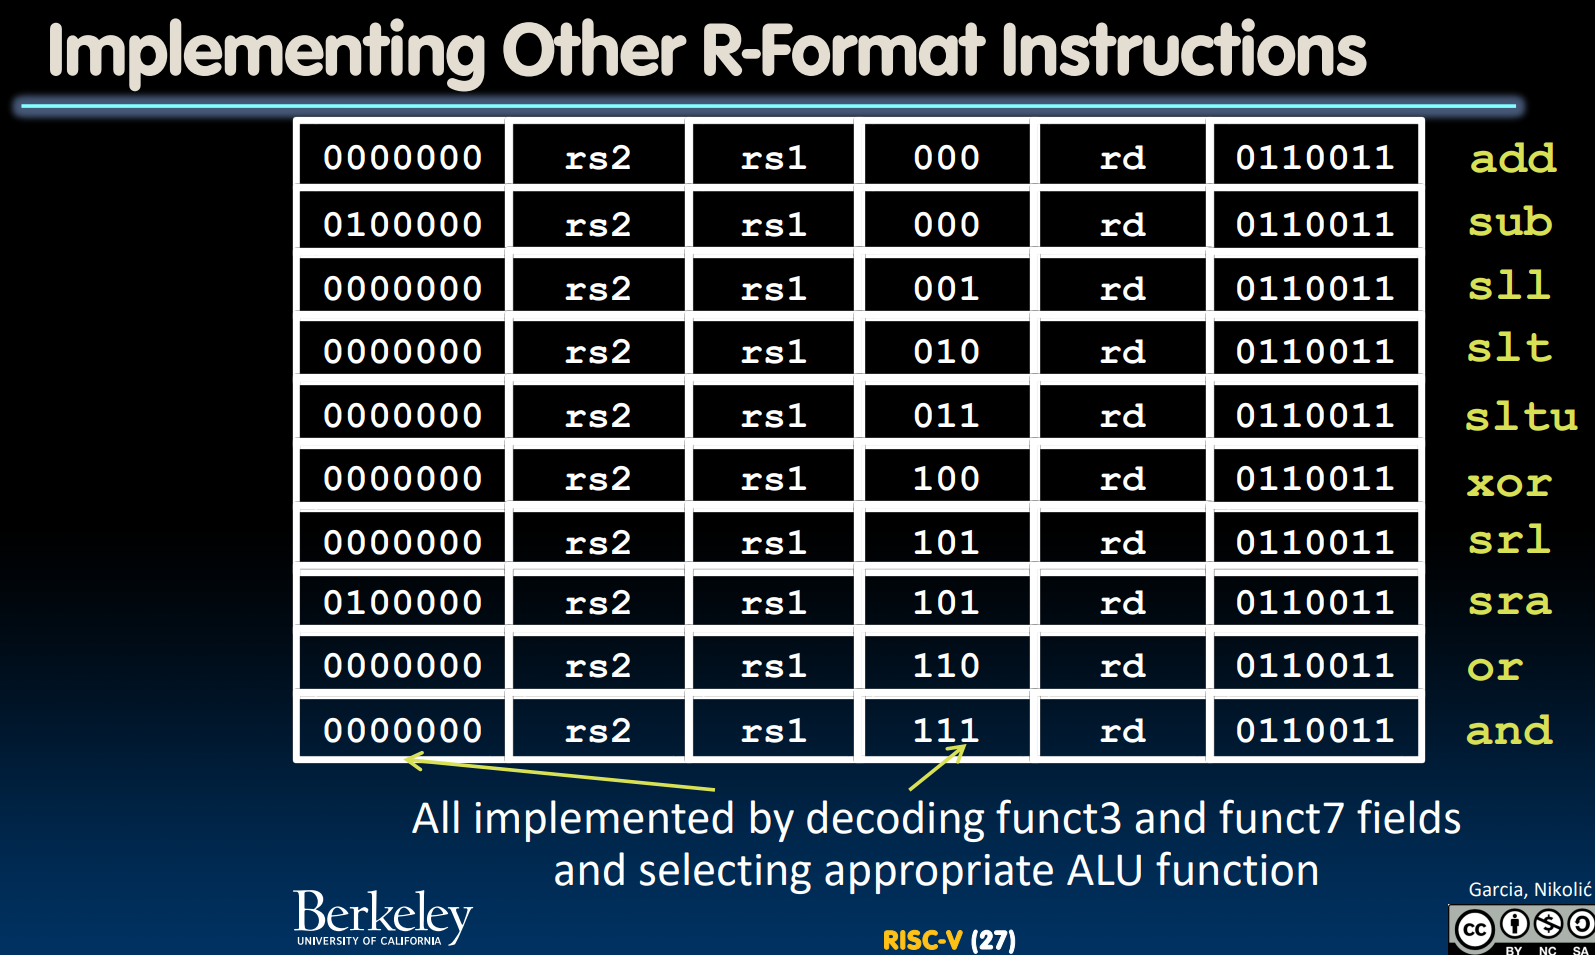 Implementing Other R-Format Instructions
0000000 rs2 rs1 000 rd 0110011 add
0100000 rs2 rs1 000 rd 0110011 sub
0000000 rs2 rs1 001 rd 0110011 sll
0000000 rs2 rs1 010 rd 0110011 slt
0000000 rs2 rs1 011 rd 0110011 sltu
0000000 rs2 rs1 100 rd 0110011 xor
0000000 rs2 rs1 101 rd 0110011 srl
0100000 rs2 rs1 101 rd 0110011 sra
0000000 rs2 rs1 110 rd 0110011 or
0000000 rs2 rs1 111 rd 0110011 and
All implemented by decoding funct3 and funct7 fields
and selecting appropriate ALU function
Berkeley
UNIVERSITY OF CALIFORNIA
RISC-V (27)
Garcia, Nikolić
cc
BY NC SA